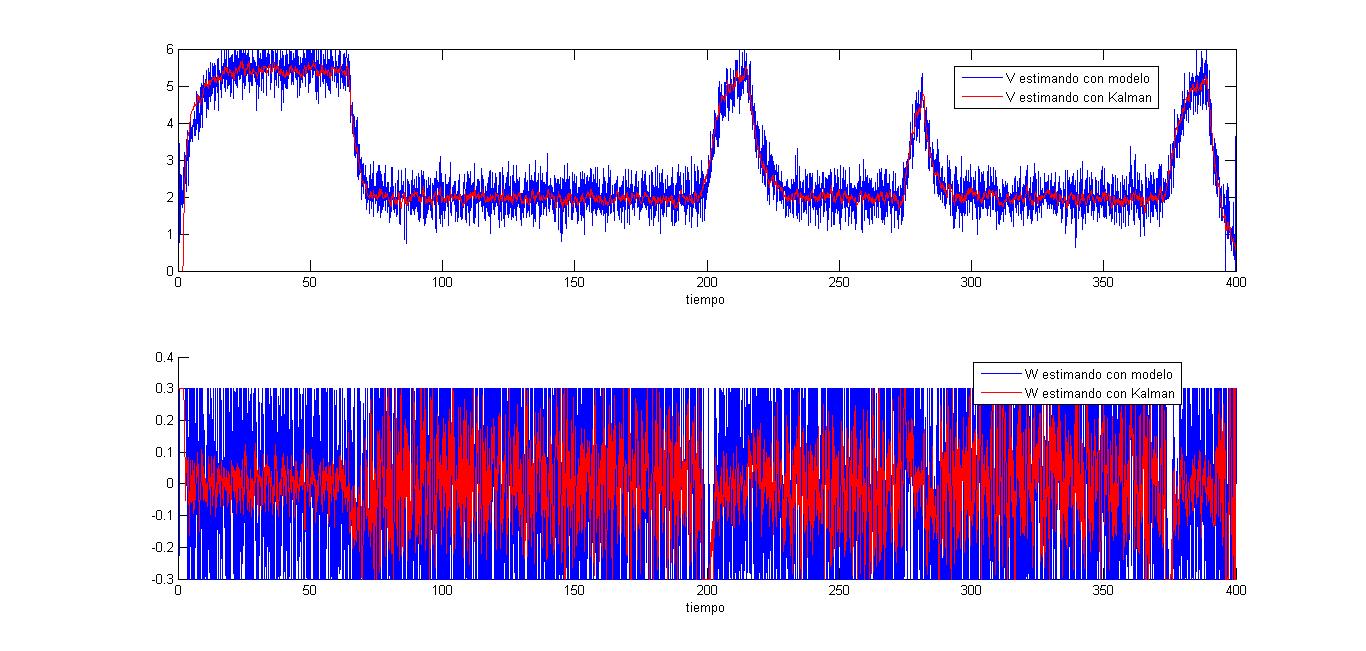 6
5
4
3
2
1
0
V estimando con modelo
V estimando con Kalman
0 50 100 150 200 250 300 350 400
tiempo
0.4
0.3
0.2
0.1
0
-0.1
-0.2
-0.3
W estimando con modelo
W estimando con Kalman
0 50 100 150 200 250 300 350 400
tiempo